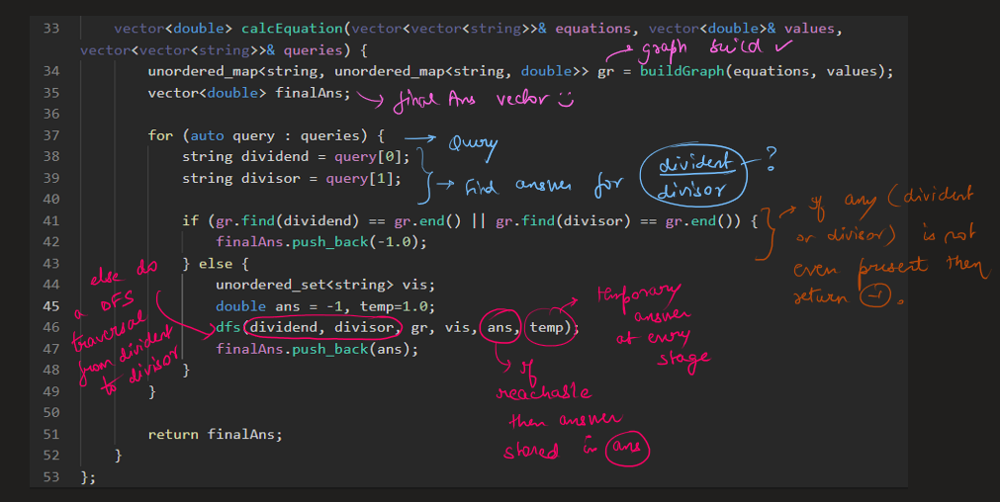 33 vector<double> calcEquation(vector<vector<string>>& equations, vector<double>& values,
vector<vector<string>>& queries) {
graph build ✓
34 unordered_map<string, unordered_map<string, double>> gr = buildGraph(equations, values);
35 vector<double> finalAns;
final Ans vector
36
37 for (auto query : queries) {
Query
38 string dividend = query[0];
39 string divisor = query[1];
Find answer for divident
divisor
?
40
41 if (gr.find(dividend) == gr.end() || gr.find(divisor) == gr.end()) {
42 finalAns.push_back(-1.0);
43 } else {
If any (divident
or divisor) is not
even present then
return -1.
44 unordered_set<string> vis;
45 double ans = -1, temp=1.0;
46 dfs(dividend, divisor, gr, vis, ans, temp);
47 finalAns.push_back(ans);
48 }
49 }
else do
a DFS
traversal
from divident
to divisor
temporary
answer
at every
stage
If
reachable
then answer
stored in ans
50
51 return finalAns;
52 }
53 };